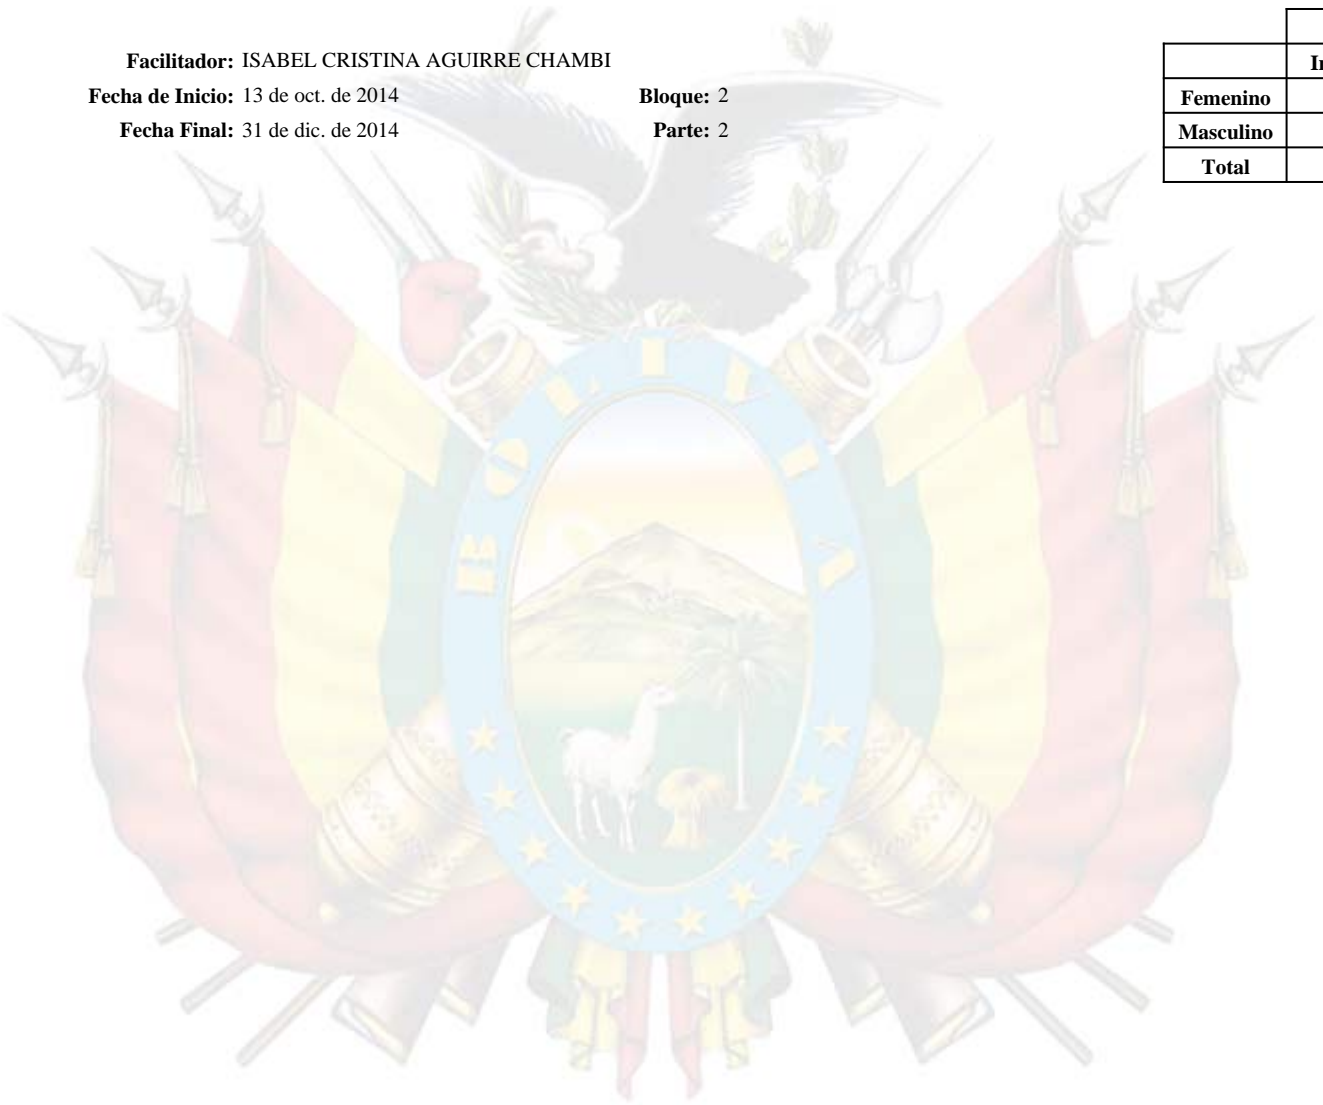 Facilitador: ISABEL CRISTINA AGUIRRE CHAMBI
Fecha de Inicio: 13 de oct. de 2014 Bloque: 2
Fecha Final: 31 de dic. de 2014 Parte: 2
Femenino
Masculino
Total
BOLIVIA